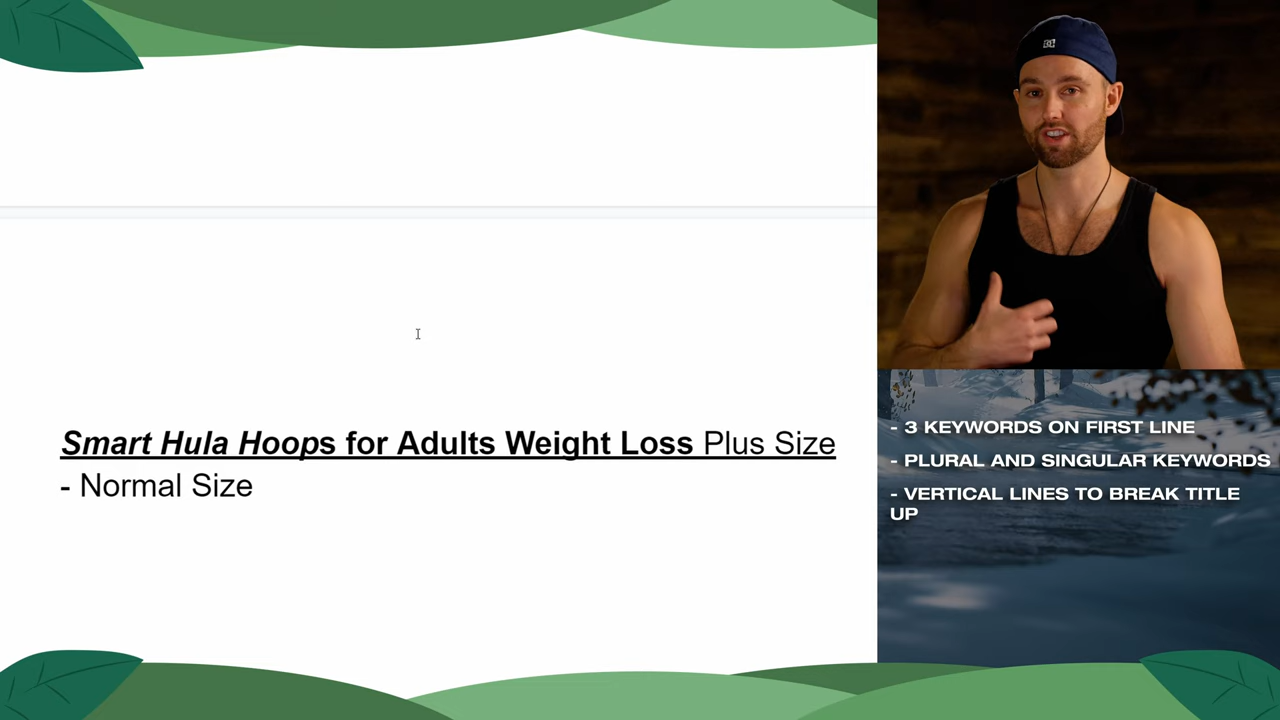 Smart Hula Hoops for Adults Weight Loss Plus Size
- Normal Size
- 3 KEYWORDS ON FIRST LINE
- PLURAL AND SINGULAR KEYWORDS
- VERTICAL LINES TO BREAK TITLE
UP